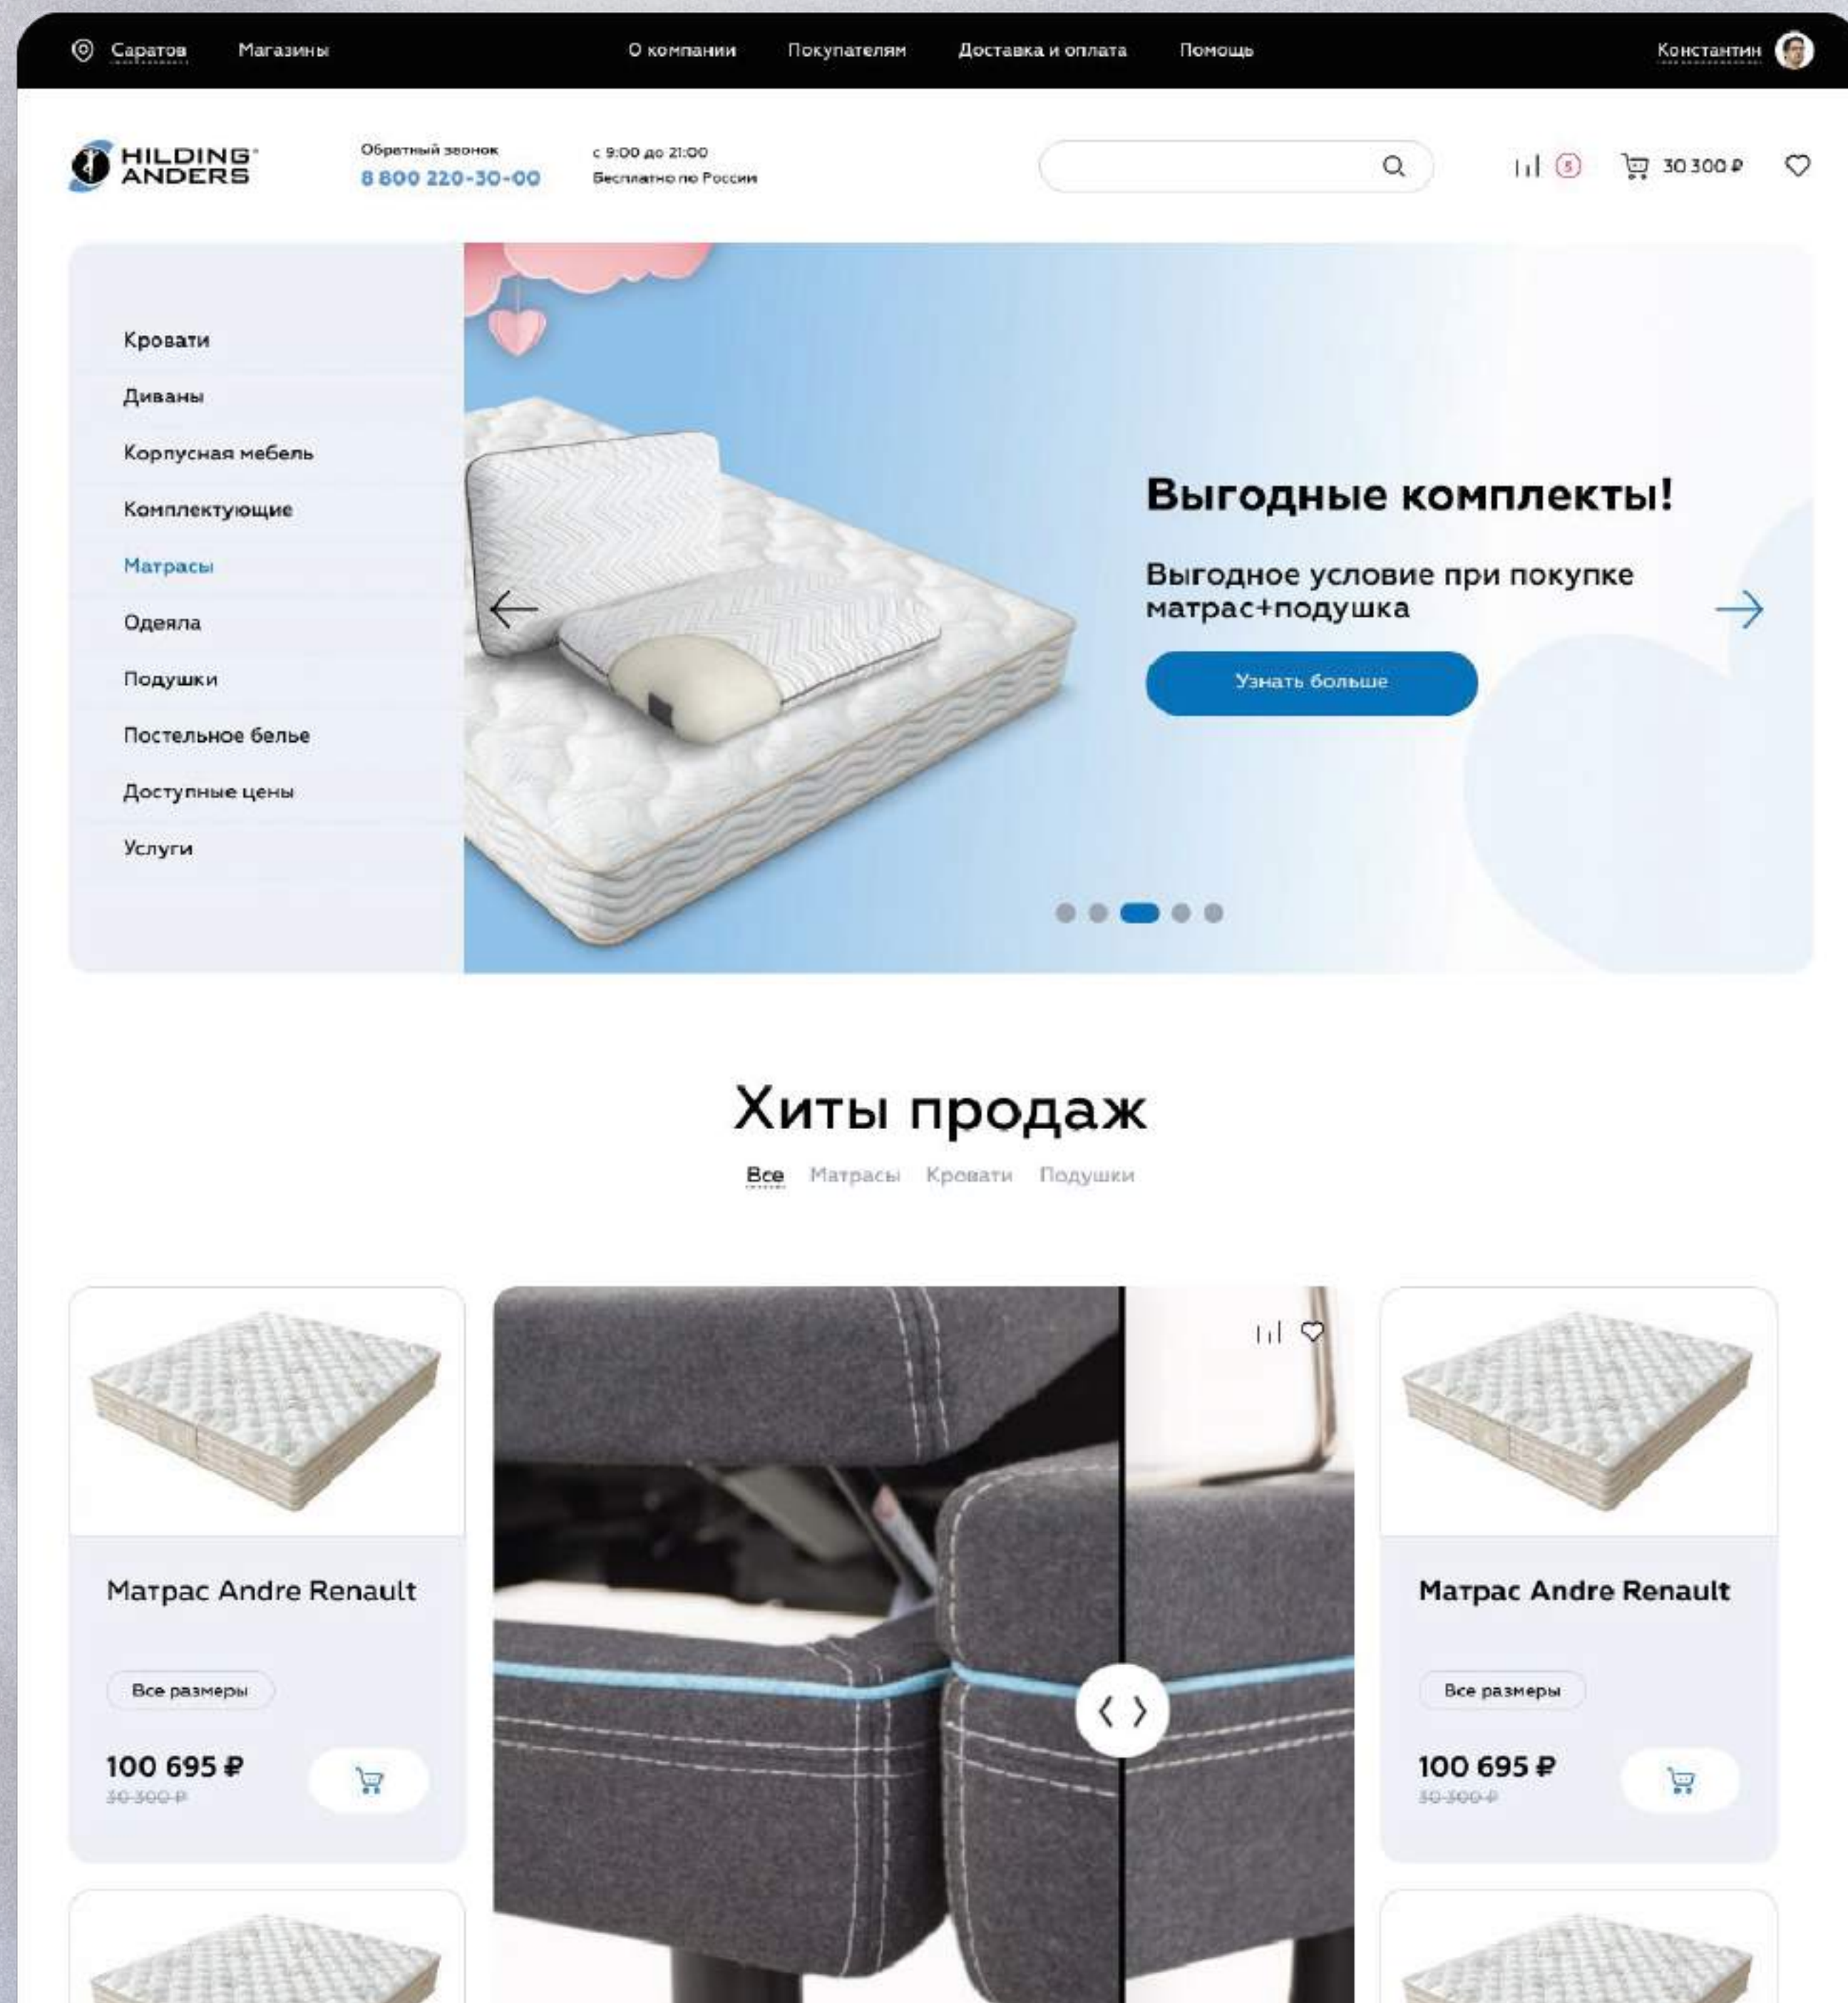 Саратов
Магазины
О компании
Покупателям
Доставка и оплата
Помощь
Константин
HILDING
ANDERS
Обратный звонок
8 800 220-30-00
с 9:00 до 21:00
Бесплатно по России
5
30 300 ₽
Кровати
Диваны
Корпусная мебель
Комплектующие
Матрасы
Одеяла
Подушки
Постельное белье
Доступные цены
Услуги
Выгодные комплекты!
Выгодное условие при покупке
матрас+подушка
Узнать больше
Хиты продаж
Все Матрасы Кровати Подушки
Матрас Andre Renault
Все размеры
100 695 ₽
30 300 ₽
Матрас Andre Renault
Все размеры
100 695 ₽
30 300 ₽